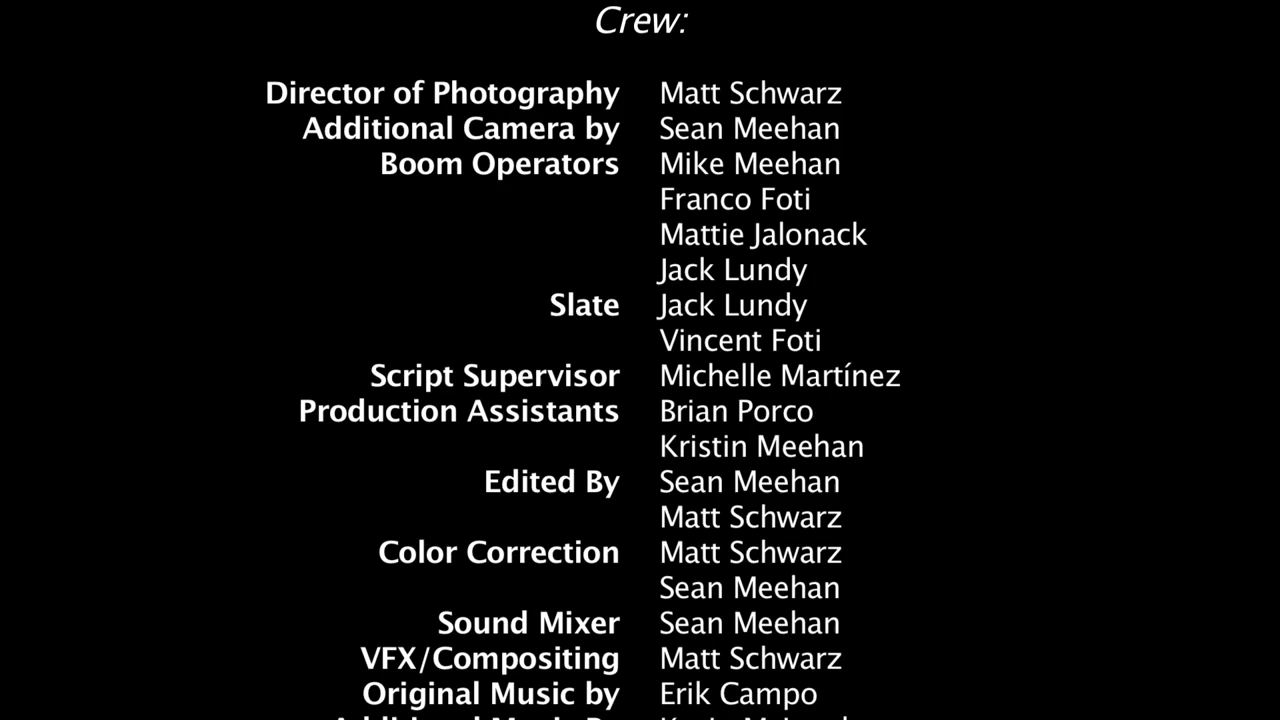 Crew:
Director of Photography Matt Schwarz
Additional Camera by Sean Meehan
Boom Operators Mike Meehan
Franco Foti
Mattie Jalonack
Jack Lundy
Slate Jack Lundy
Vincent Foti
Script Supervisor Michelle Martínez
Production Assistants Brian Porco
Kristin Meehan
Edited By Sean Meehan
Matt Schwarz
Color Correction Matt Schwarz
Sean Meehan
Sound Mixer Sean Meehan
VFX/Compositing Matt Schwarz
Original Music by Erik Campo